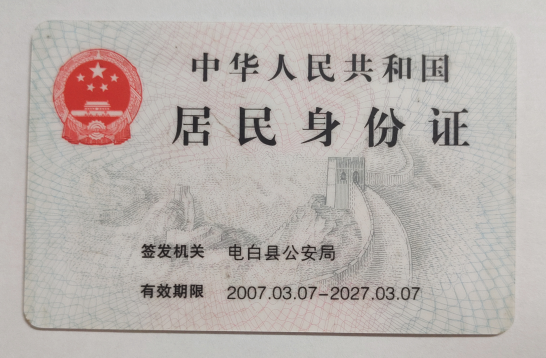 中华人民共和国
居民身份证
签发机关 电白县公安局
有效期限 2007.03.07-2027.03.07